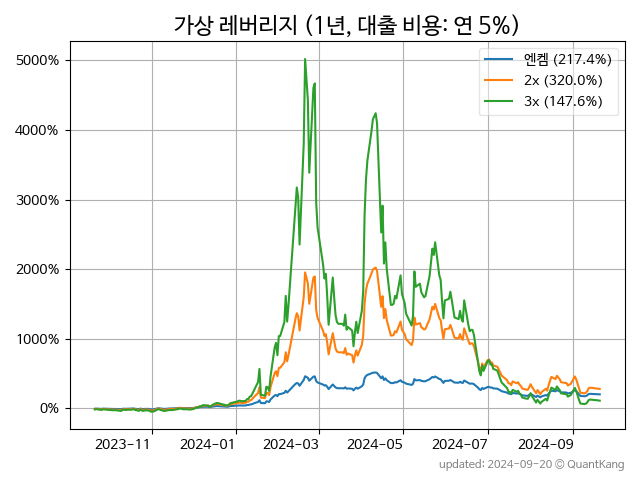 가상 레버리지 (1년, 대출 비용: 연 5%)
엔켐 (217.4%)
2x (320.0%)
3x (147.6%)
5000%
4000%
3000%
2000%
1000%
0%
2023-11 2024-01 2024-03 2024-05 2024-07 2024-09
updated: 2024-09-20 © QuantKang